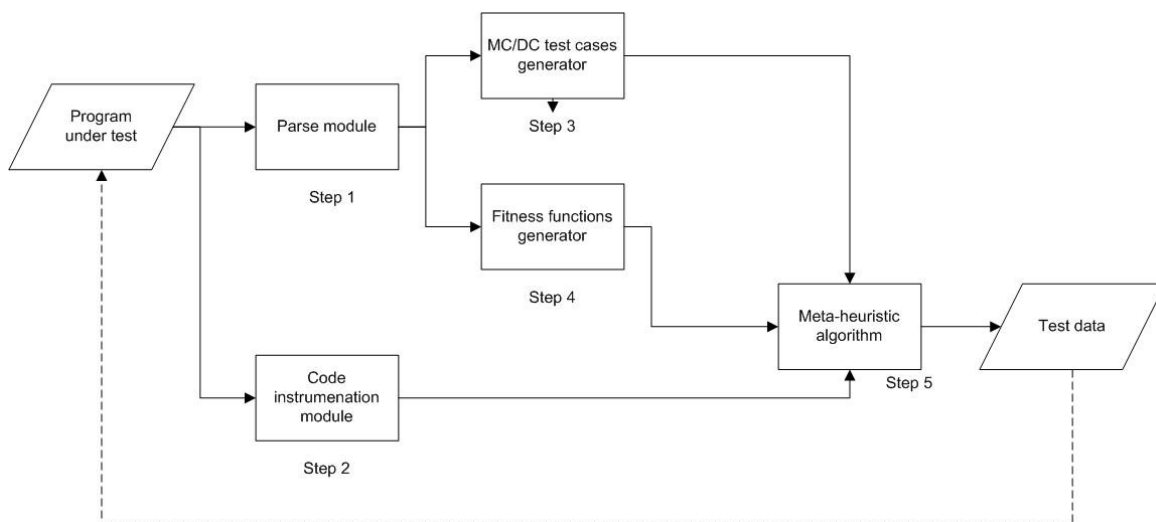 MC/DC test cases
generator
Step 3
Program
under test
Parse module
Step 1
Fitness functions
generator
Step 4
Meta-heuristic
algorithm
Step 5
Test data
Code
instrumenation
module
Step 2